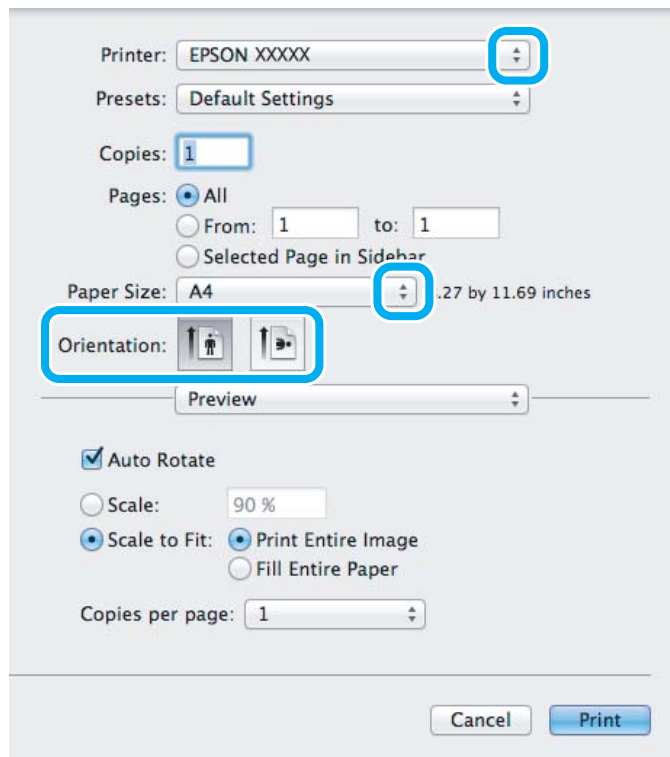 Printer: EPSON XXXXX
Presets: Default Settings
Copies: 1
Pages: All
From: 1 to: 1
Selected Page in Sidebar
Paper Size: A4 .27 by 11.69 inches
Orientation:
Preview
Auto Rotate
Scale: 90 %
Scale to Fit: Print Entire Image
Fill Entire Paper
Copies per page: 1
Cancel Print